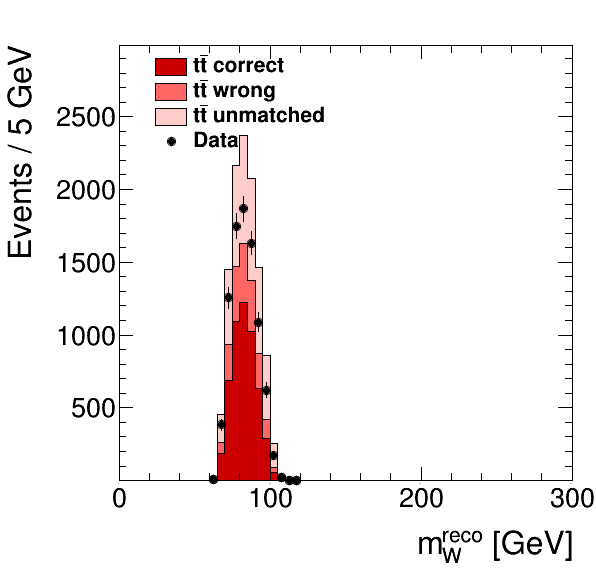 Events / 5 GeV
tt̄ correct
tt̄ wrong
tt̄ unmatched
Data
2500
2000
1500
1000
500
0 100 200 300
m_W^reco [GeV]